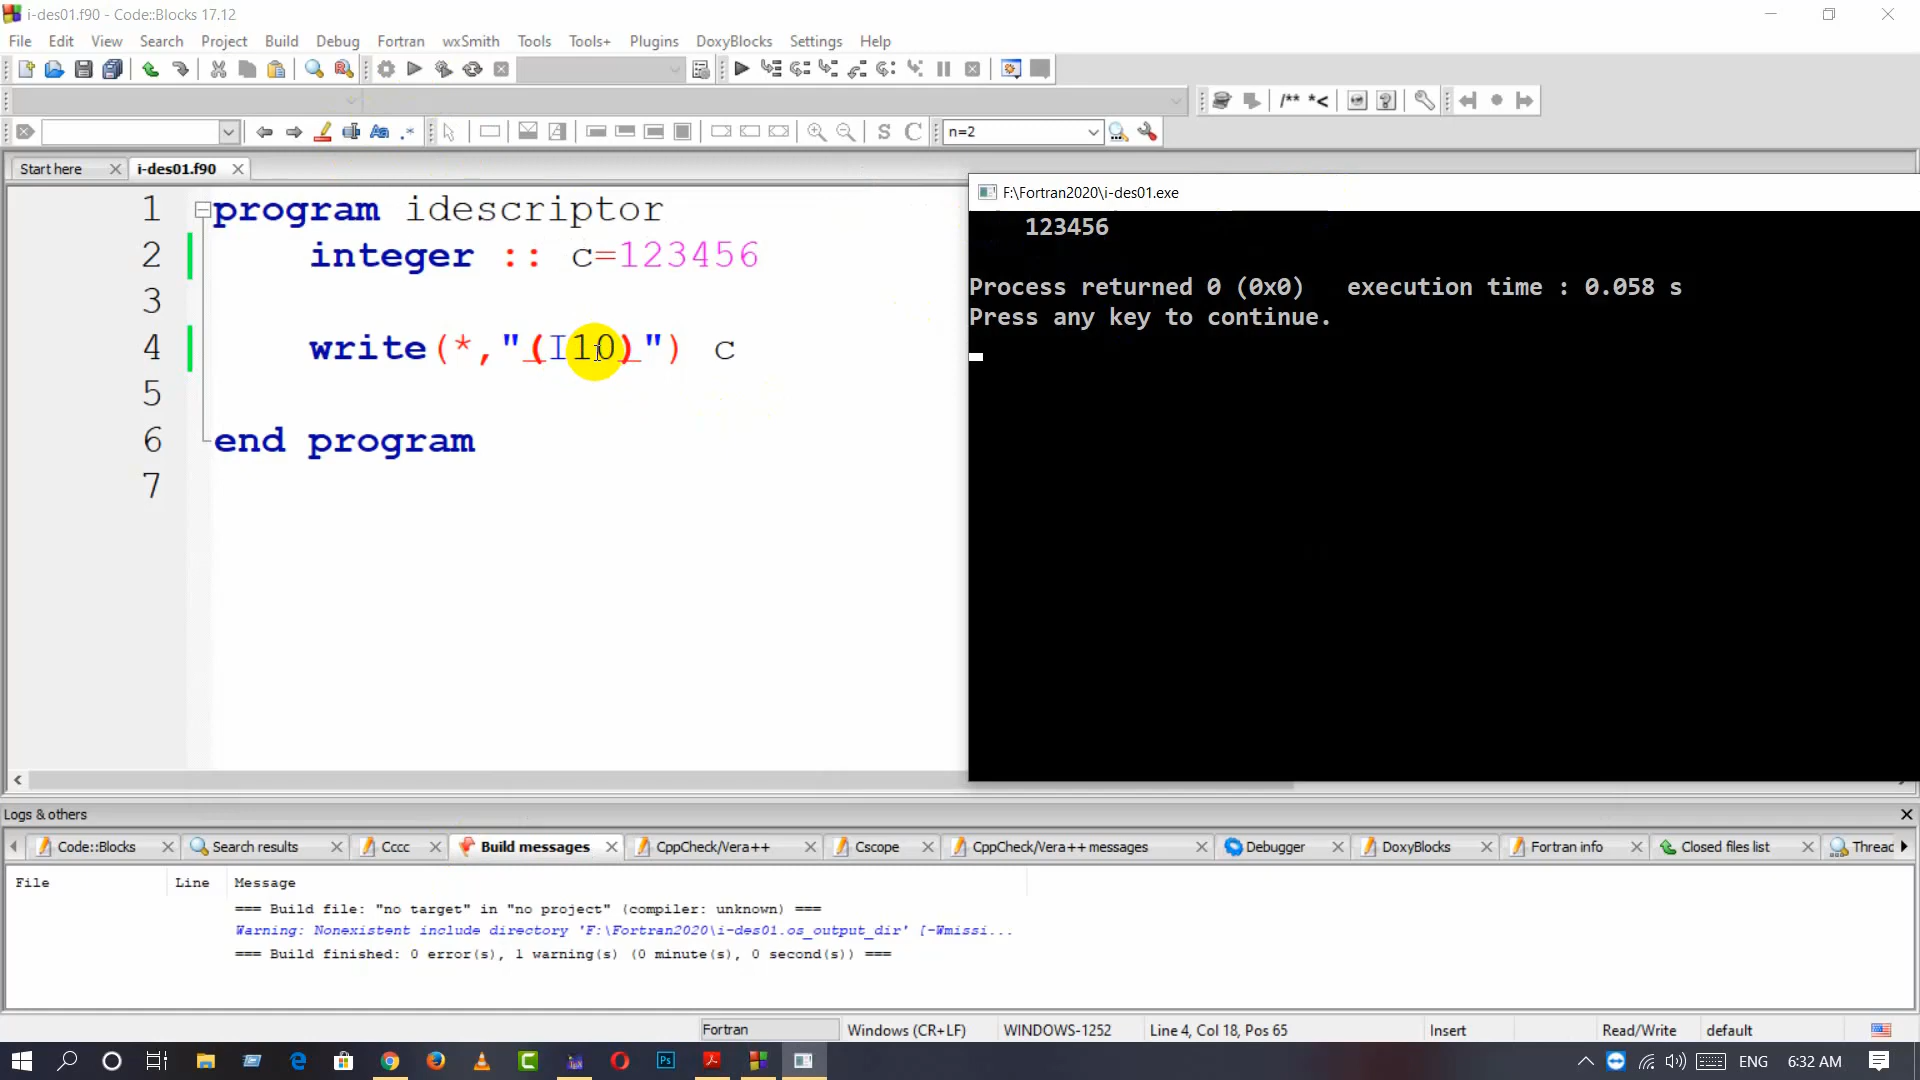 i-des01.f90 - Code::Blocks 17.12
File Edit View Search Project Build Debug Fortran wxSmith Tools Tools+ Plugins DoxyBlocks Settings Help
/** *<
.* S C n=2
Start here i-des01.f90
F:\Fortran2020\i-des01.exe
1 program idescriptor
2 integer :: c=123456
3
4 write(*,"(I10)") c
5
6 end program
7
123456
Process returned 0 (0x0) execution time : 0.058 s
Press any key to continue.
Logs & others
Code::Blocks Search results Cccc Build messages CppCheck/Vera++ Cscope CppCheck/Vera++ messages Debugger DoxyBlocks Fortran info Closed files list Threac
File Line Message
=== Build file: "no target" in "no project" (compiler: unknown) ===
Warning: Nonexistent include directory 'F:\Fortran2020\i-des01.os_output_dir' [-Wmissi...
=== Build finished: 0 error(s), 1 warning(s) (0 minute(s), 0 second(s)) ===
Fortran Windows (CR+LF) WINDOWS-1252 Line 4, Col 18, Pos 65 Insert Read/Write default
Ps ENG 6:32 AM